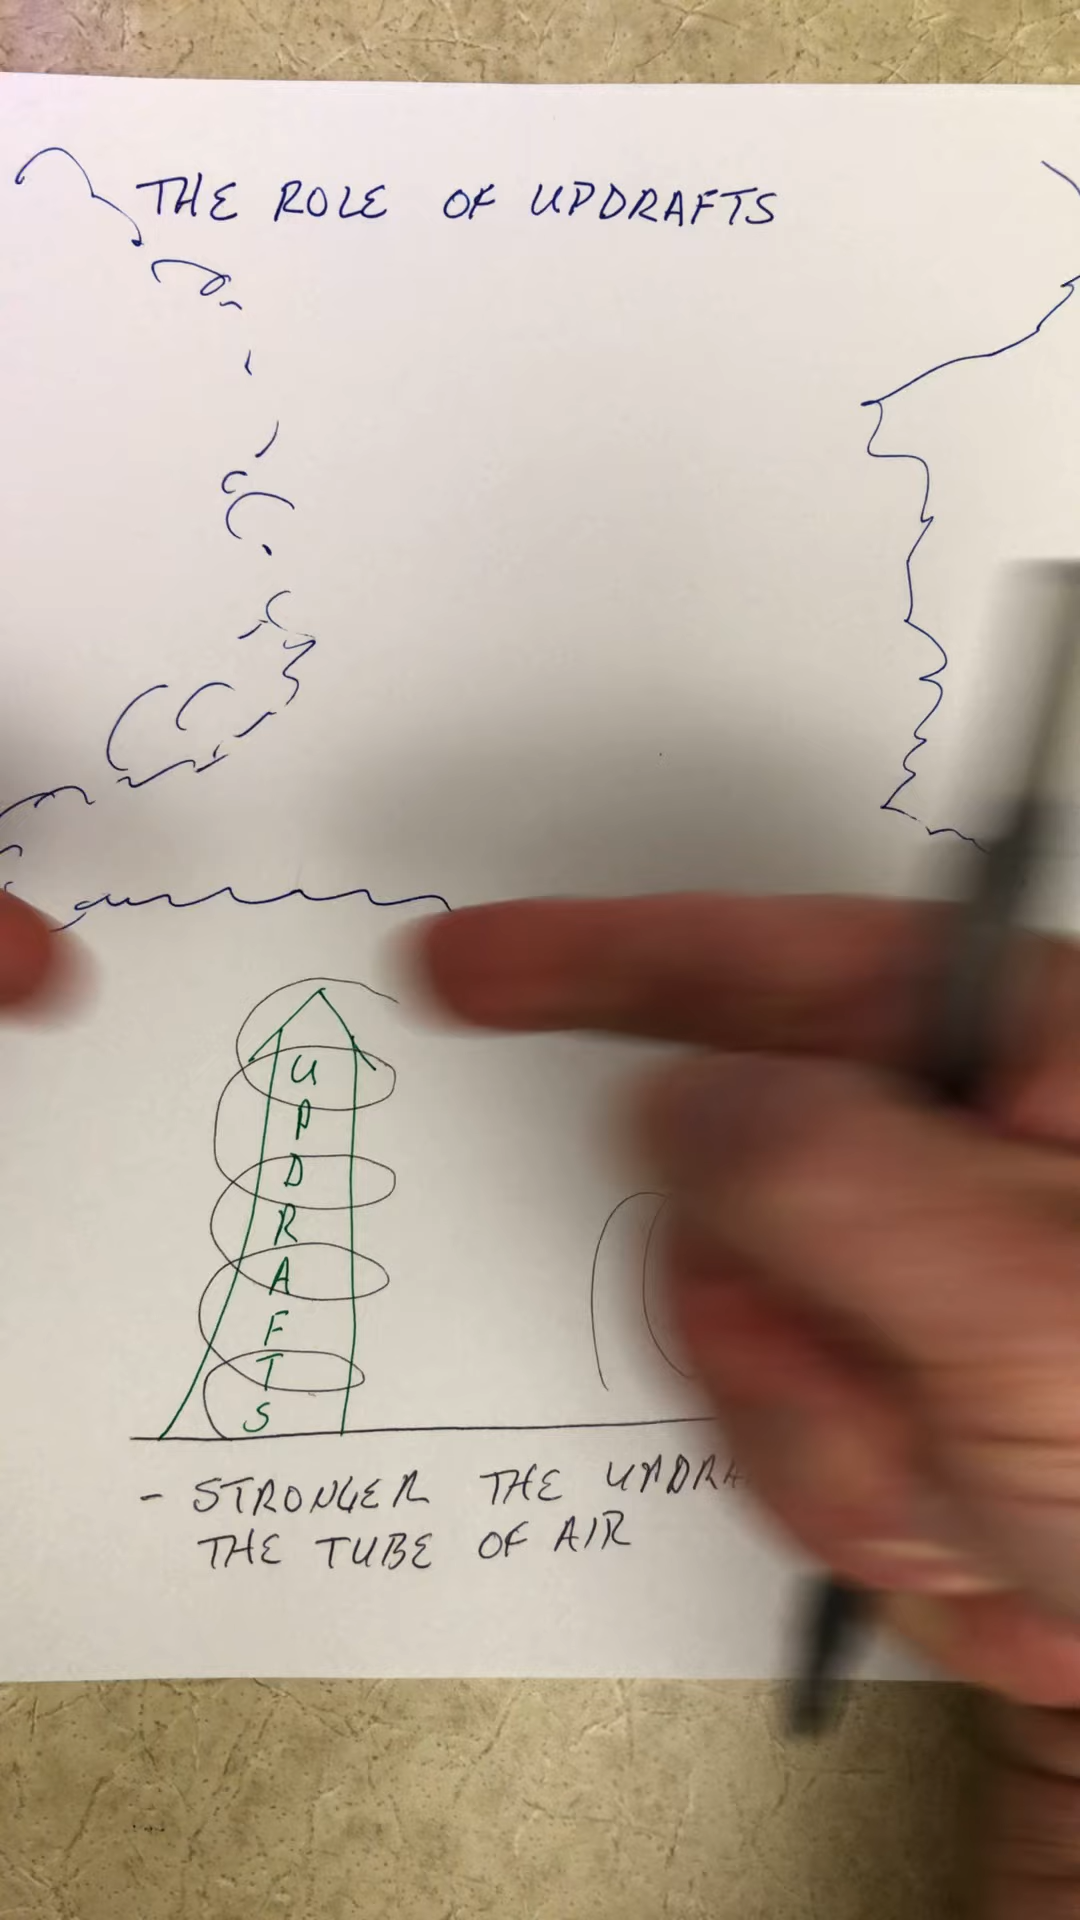 THE ROLE OF UPDRAFTS
UPDRAFTS
- STRONGER THE
THE TUBE OF AIR